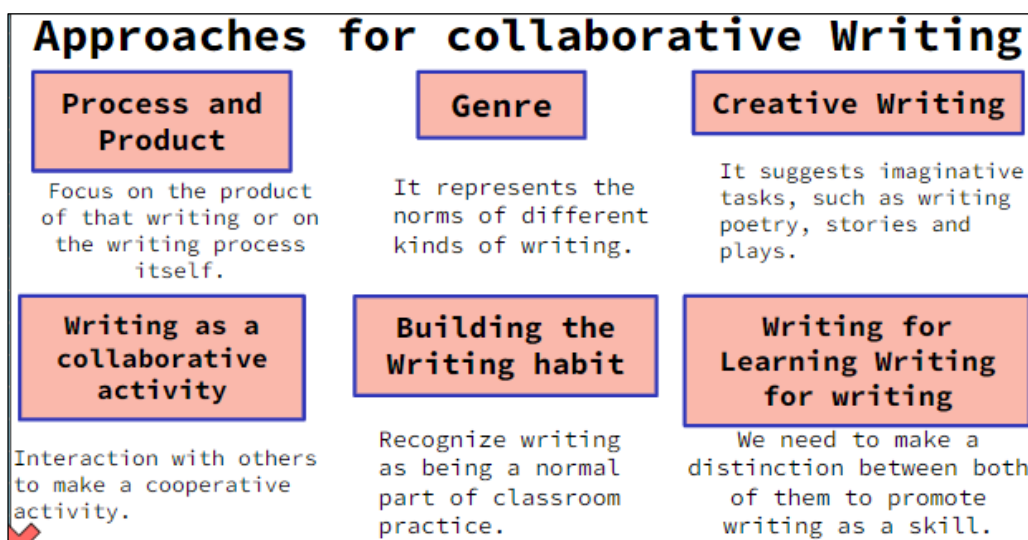 Approaches for collaborative Writing
Process and
Product
Focus on the product
of that writing or on
the writing process
itself.
Genre
It represents the
norms of different
kinds of writing.
Creative Writing
It suggests imaginative
tasks, such as writing
poetry, stories and
plays.
Writing as a
collaborative
activity
Interaction with others
to make a cooperative
activity.
Building the
Writing habit
Recognize writing
as being a normal
part of classroom
practice.
Writing for
Learning Writing
for writing
We need to make a
distinction between both
of them to promote
writing as a skill.